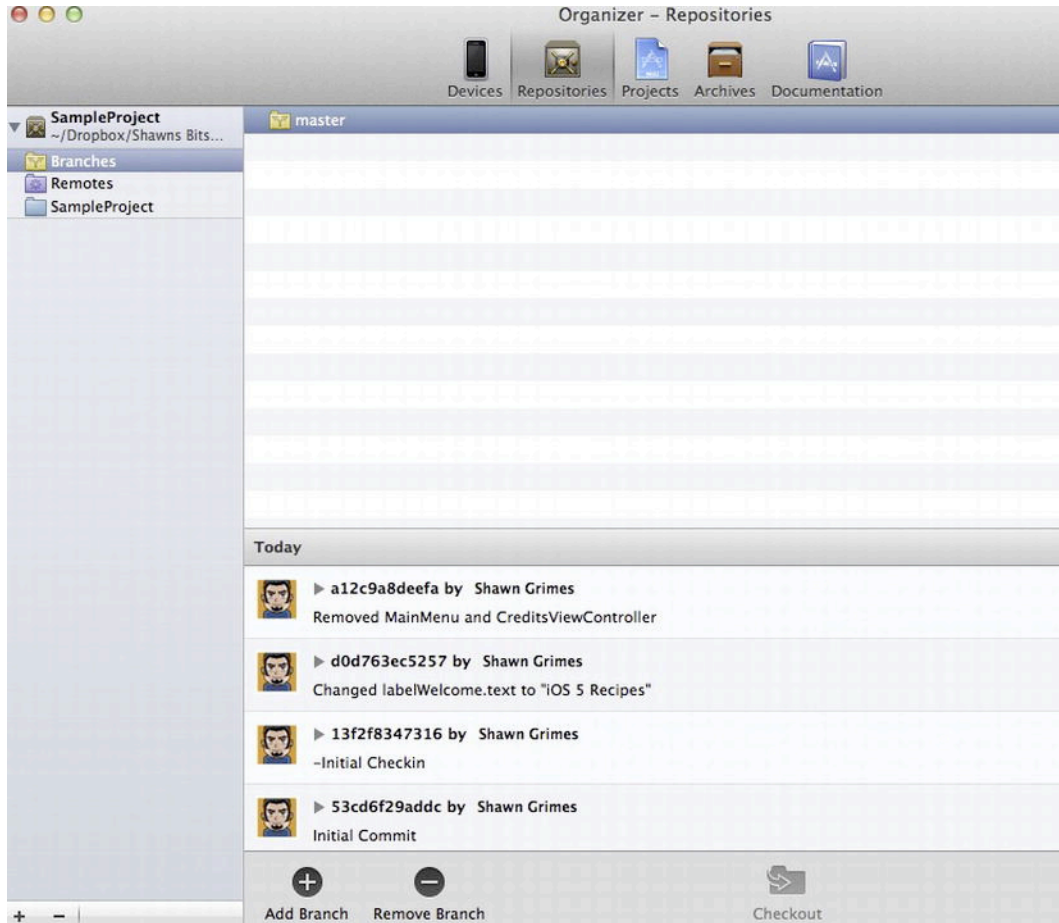 Organizer – Repositories
Devices Repositories Projects Archives Documentation
SampleProject
~/Dropbox/Shawns Bits...
Branches
Remotes
SampleProject
master
Today
a12c9a8deefa by Shawn Grimes
Removed MainMenu and CreditsViewController
d0d763ec5257 by Shawn Grimes
Changed labelWelcome.text to "iOS 5 Recipes"
13f2f8347316 by Shawn Grimes
-Initial Checkin
53cd6f29addc by Shawn Grimes
Initial Commit
Add Branch Remove Branch Checkout